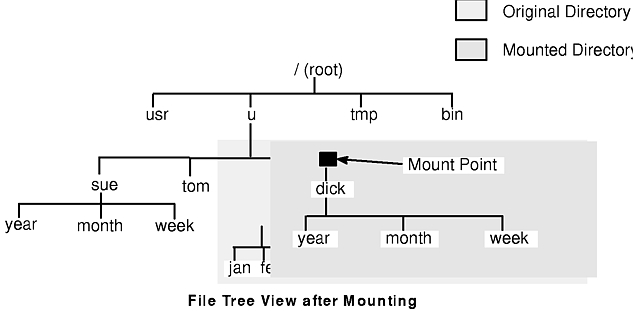 Original Directory
Mounted Directory
/ (root)
usr u tmp bin
Mount Point
sue tom dick
year month week year month week
jan fe
File Tree View after Mounting